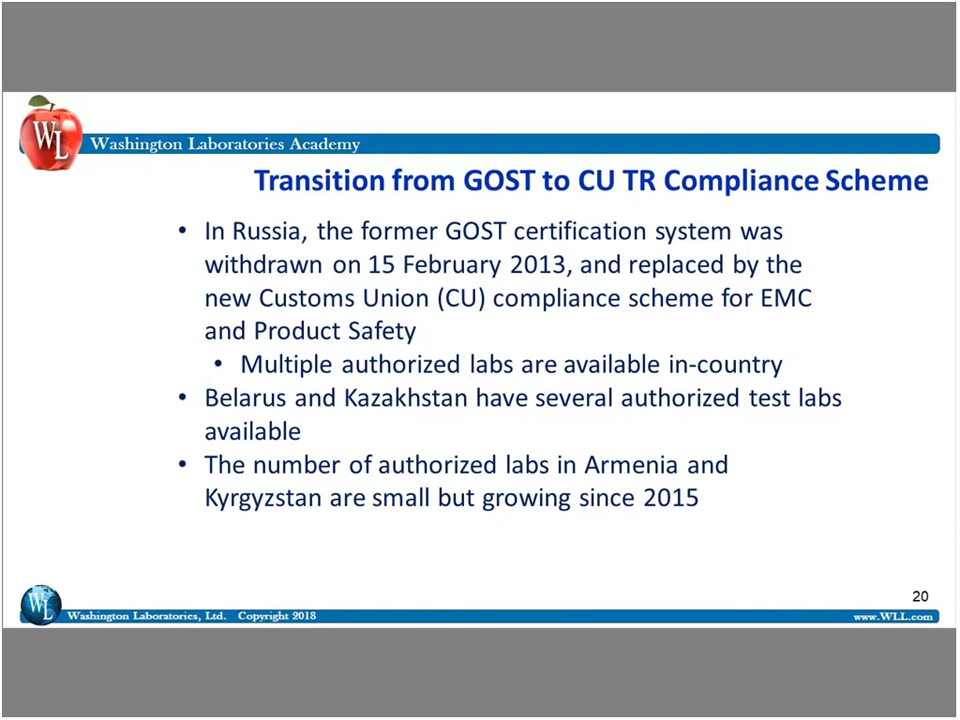 WL
Washington Laboratories Academy
Transition from GOST to CU TR Compliance Scheme
• In Russia, the former GOST certification system was
withdrawn on 15 February 2013, and replaced by the
new Customs Union (CU) compliance scheme for EMC
and Product Safety
• Multiple authorized labs are available in-country
• Belarus and Kazakhstan have several authorized test labs
available
• The number of authorized labs in Armenia and
Kyrgyzstan are small but growing since 2015
20
WL
Washington Laboratories, Ltd. Copyright 2018
www.WLL.com